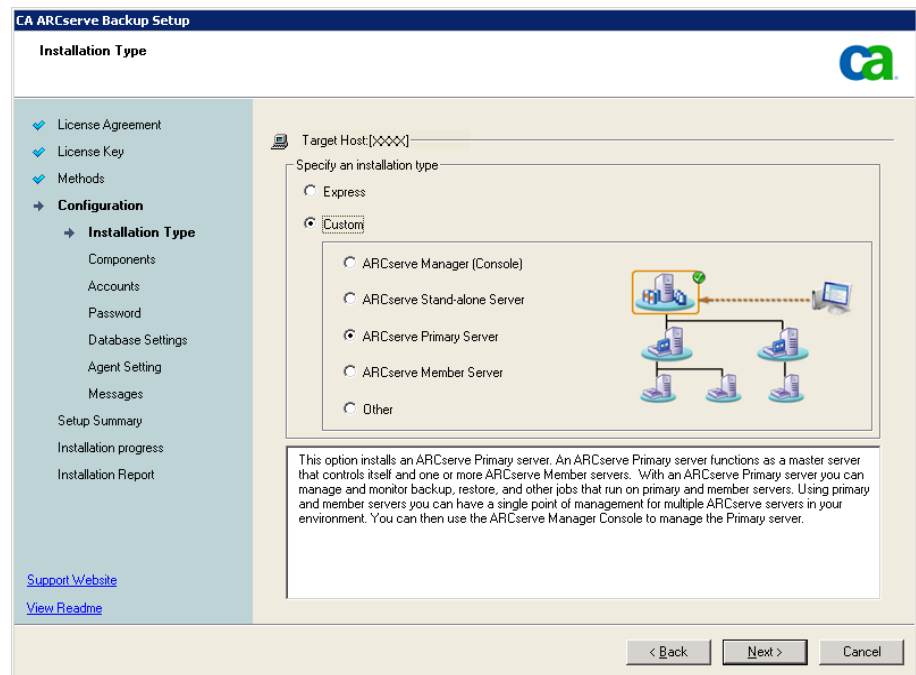 CA ARCserve Backup Setup
Installation Type
ca
License Agreement
License Key
Methods
Configuration
Installation Type
Components
Accounts
Password
Database Settings
Agent Setting
Messages
Setup Summary
Installation progress
Installation Report
Support Website
View Readme
Target Host:[XXXX]
Specify an installation type
Express
Custom
ARCserve Manager (Console)
ARCserve Stand-alone Server
ARCserve Primary Server
ARCserve Member Server
Other
This option installs an ARCserve Primary server. An ARCserve Primary server functions as a master server
that controls itself and one or more ARCserve Member servers.  With an ARCserve Primary server you can
manage and monitor backup, restore, and other jobs that run on primary and member servers. Using primary
and member servers you can have a single point of management for multiple ARCserve servers in your
environment. You can then use the ARCserve Manager Console to manage the Primary server.
< Back
Next >
Cancel